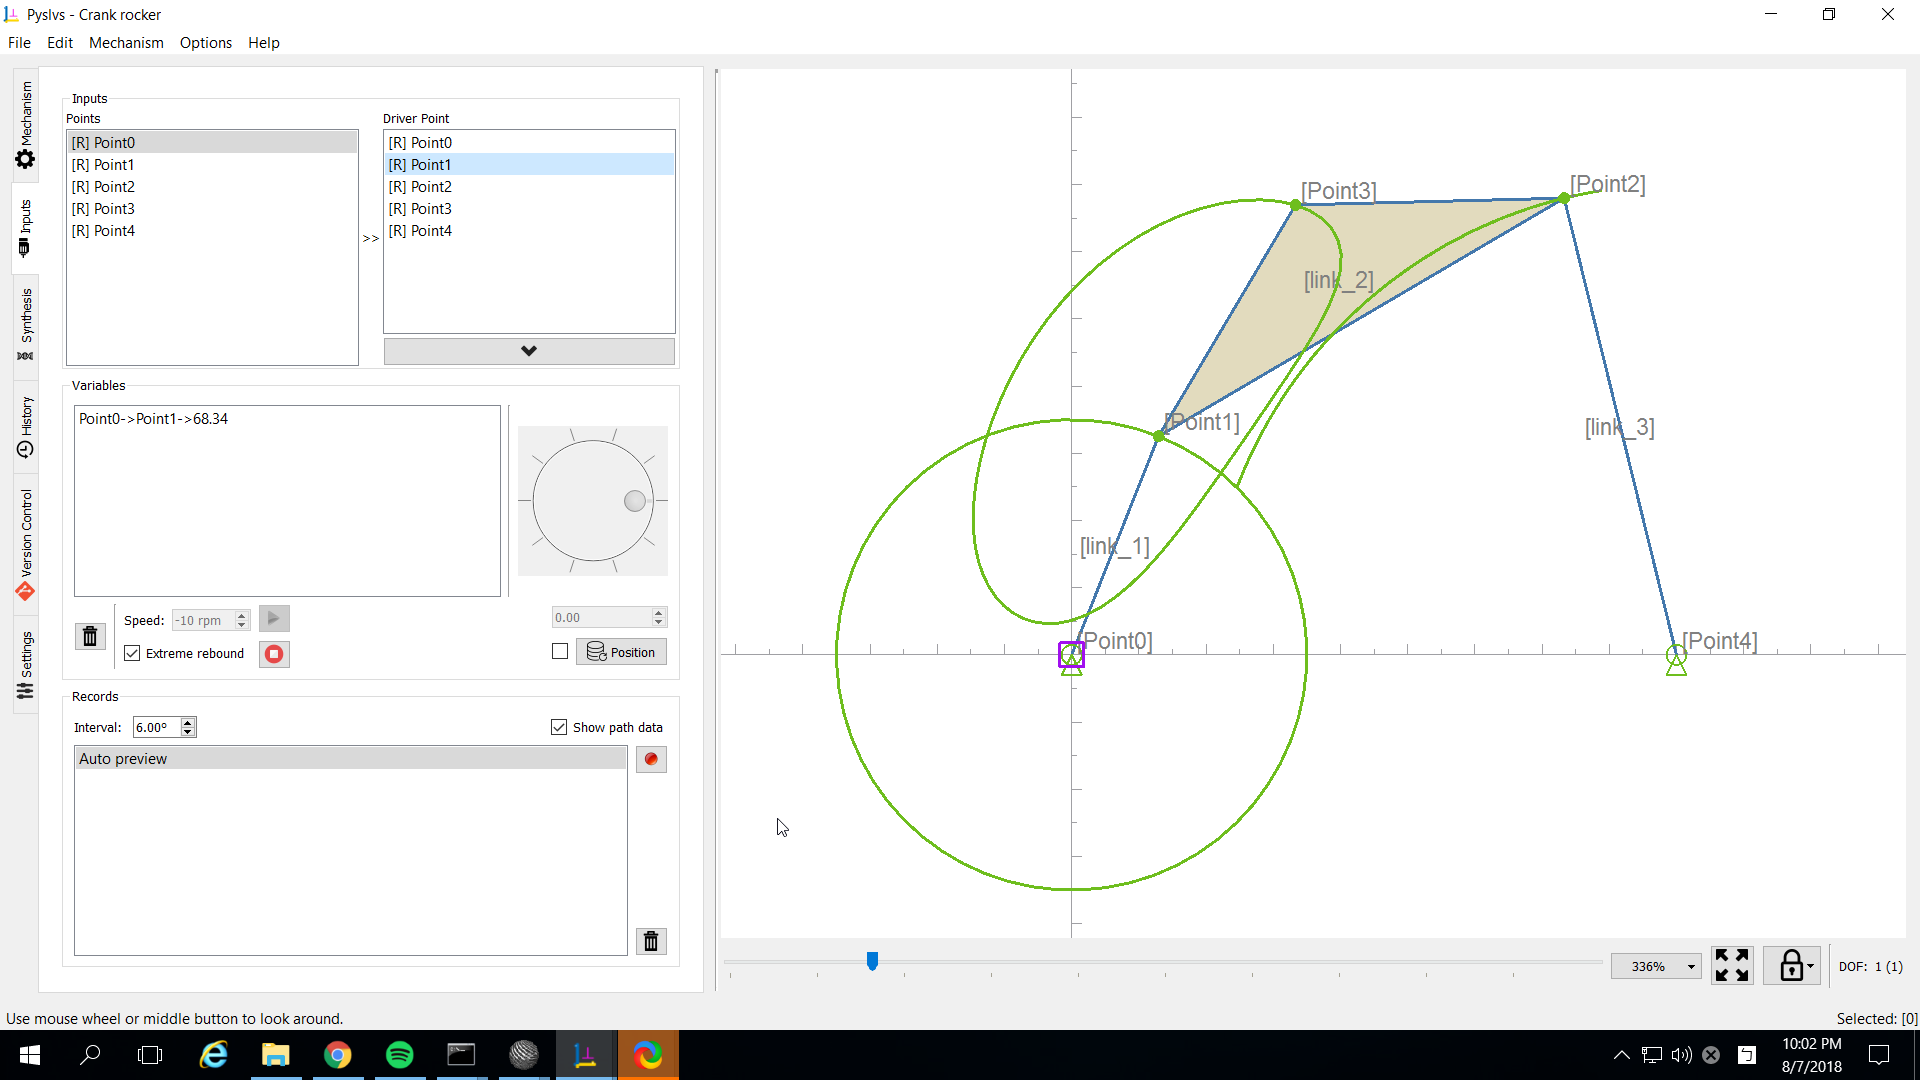 Pyslvs - Crank rocker
File Edit Mechanism Options Help
Mechanism
Inputs
Synthesis
History
Version Control
Settings
Inputs
Points
[R] Point0
[R] Point1
[R] Point2
[R] Point3
[R] Point4
>>
Driver Point
[R] Point0
[R] Point1
[R] Point2
[R] Point3
[R] Point4
Variables
Point0->Point1->68.34
Speed: -10 rpm
Extreme rebound
0.00
Position
Records
Interval: 6.00º
Show path data
Auto preview
[Point3]
[Point2]
[link_2]
[Point1]
[link_3]
[link_1]
[Point0]
[Point4]
336%
DOF: 1 (1)
Use mouse wheel or middle button to look around.
Selected: [0]
10:02 PM
8/7/2018